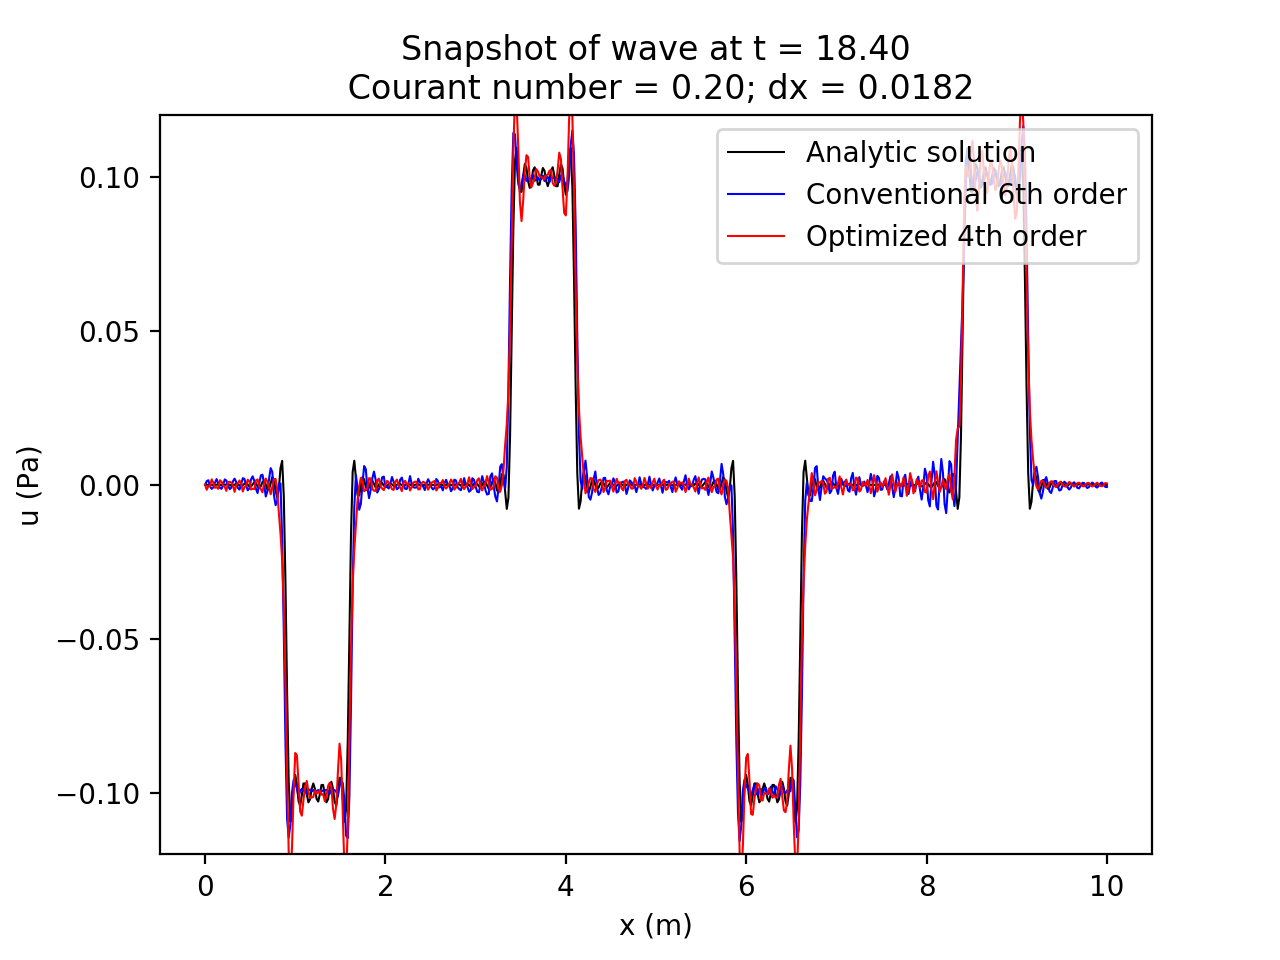 Snapshot of wave at t = 18.40
Courant number = 0.20; dx = 0.0182
Analytic solution
Conventional 6th order
Optimized 4th order
0.10
0.05
0.00
−0.05
−0.10
u (Pa)
0 2 4 6 8 10
x (m)